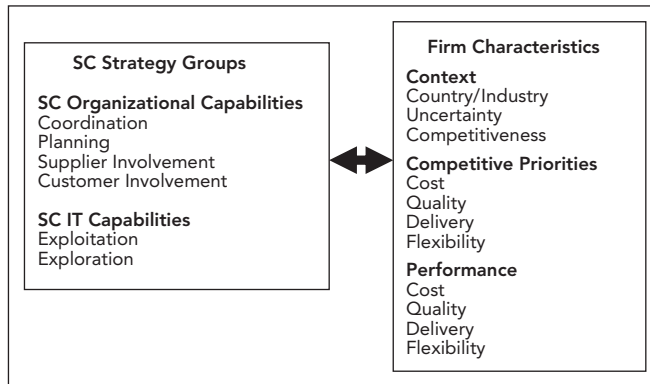 SC Strategy Groups
SC Organizational Capabilities
Coordination
Planning
Supplier Involvement
Customer Involvement
SC IT Capabilities
Exploitation
Exploration
Firm Characteristics
Context
Country/Industry
Uncertainty
Competitiveness
Competitive Priorities
Cost
Quality
Delivery
Flexibility
Performance
Cost
Quality
Delivery
Flexibility